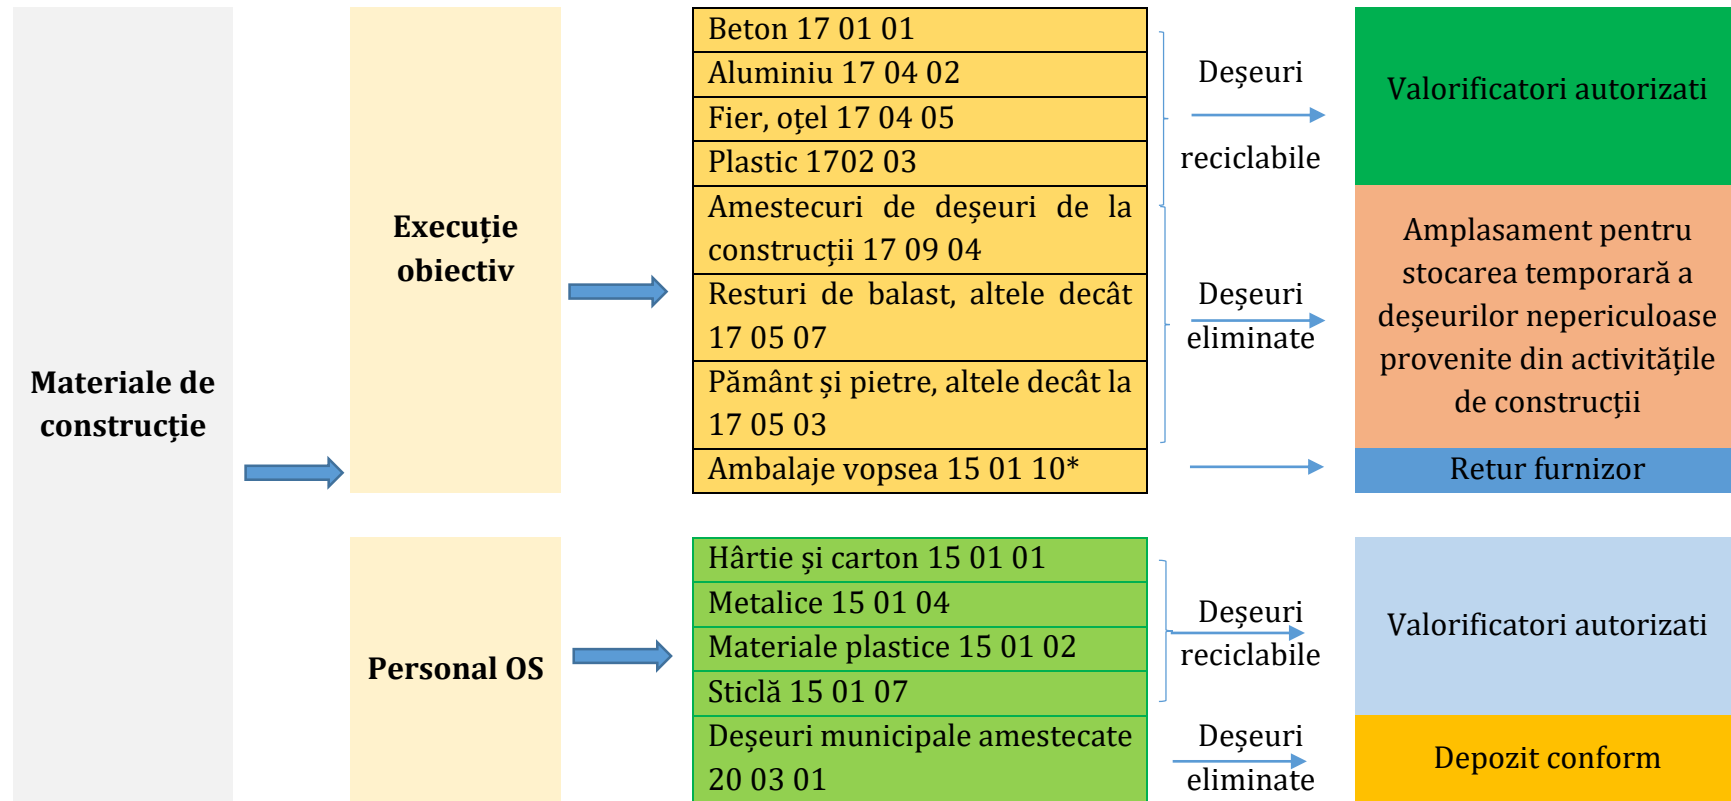 Materiale de
construcție
Execuție
obiectiv
Beton 17 01 01
Aluminiu 17 04 02
Fier, oțel 17 04 05
Plastic 1702 03
Amestecuri de deșeuri de la
construcții 17 09 04
Resturi de balast, altele decât
17 05 07
Pământ și pietre, altele decât la
17 05 03
Ambalaje vopsea 15 01 10*
Deșeuri
reciclabile
Deșeuri
eliminate
Valorificatori autorizati
Amplasament pentru
stocarea temporară a
deșeurilor nepericuloase
provenite din activitățile
de construcții
Retur furnizor
Personal OS
Hârtie și carton 15 01 01
Metalice 15 01 04
Materiale plastice 15 01 02
Sticlă 15 01 07
Deșeuri municipale amestecate
20 03 01
Deșeuri
reciclabile
Deșeuri
eliminate
Valorificatori autorizati
Depozit conform